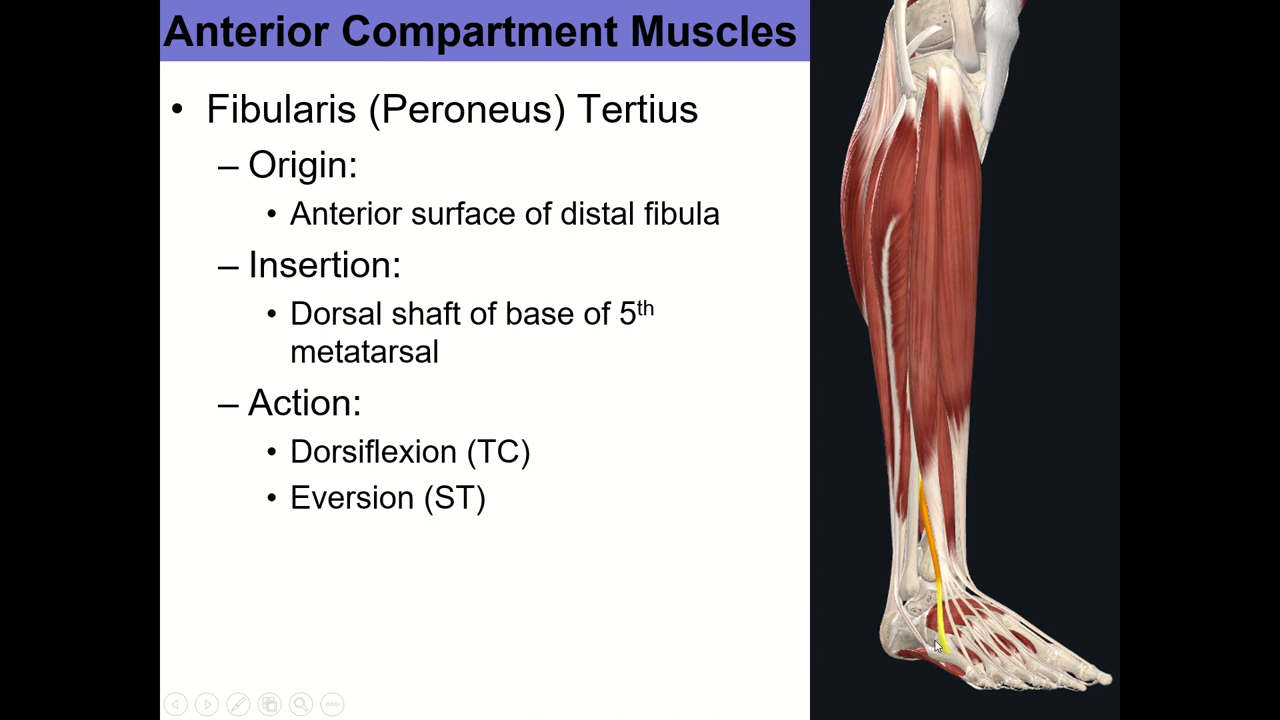 Anterior Compartment Muscles
• Fibularis (Peroneus) Tertius
– Origin:
• Anterior surface of distal fibula
– Insertion:
• Dorsal shaft of base of 5th
metatarsal
– Action:
• Dorsiflexion (TC)
• Eversion (ST)